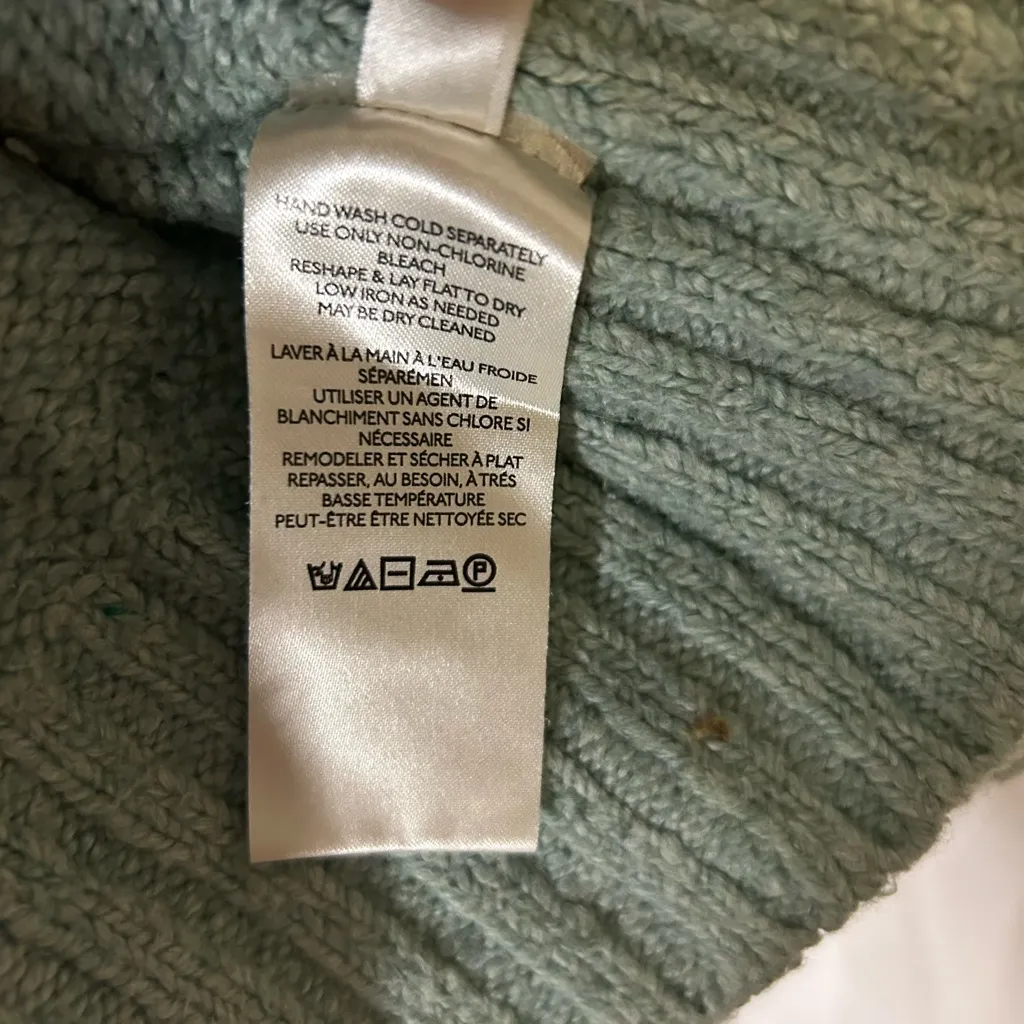 HAND WASH COLD SEPARATELY
USE ONLY NON-CHLORINE
BLEACH
RESHAPE & LAY FLAT TO DRY
LOW IRON AS NEEDED
MAY BE DRY CLEANED
LAVER À LA MAIN À L'EAU FROIDE
SÉPARÉMEN
UTILISER UN AGENT DE
BLANCHIMENT SANS CHLORE SI
NÉCESSAIRE
REMODELER ET SÉCHER À PLAT
REPASSER, AU BESOIN, À TRÉS
BASSE TEMPÉRATURE
PEUT-ÊTRE ÊTRE NETTOYÉE SEC
P